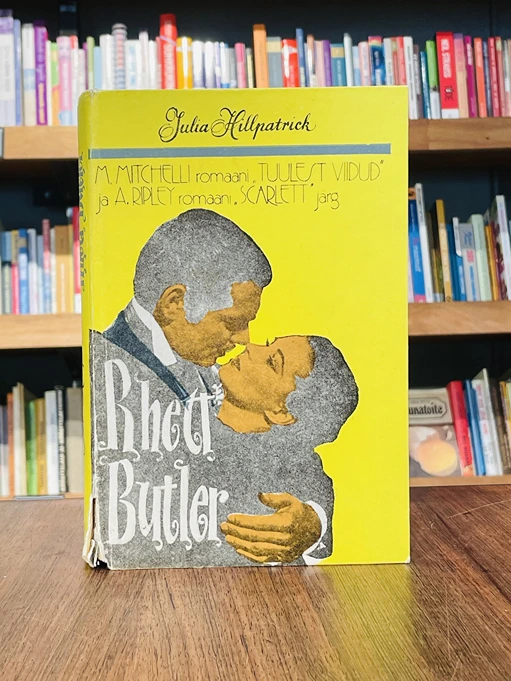 Julia Hillpatrick
M. MITCHELLI romaani „TUULEST VIIDUD"
ja A. RIPLEY romaani „SCARLETT" järg
Rhett
Butler